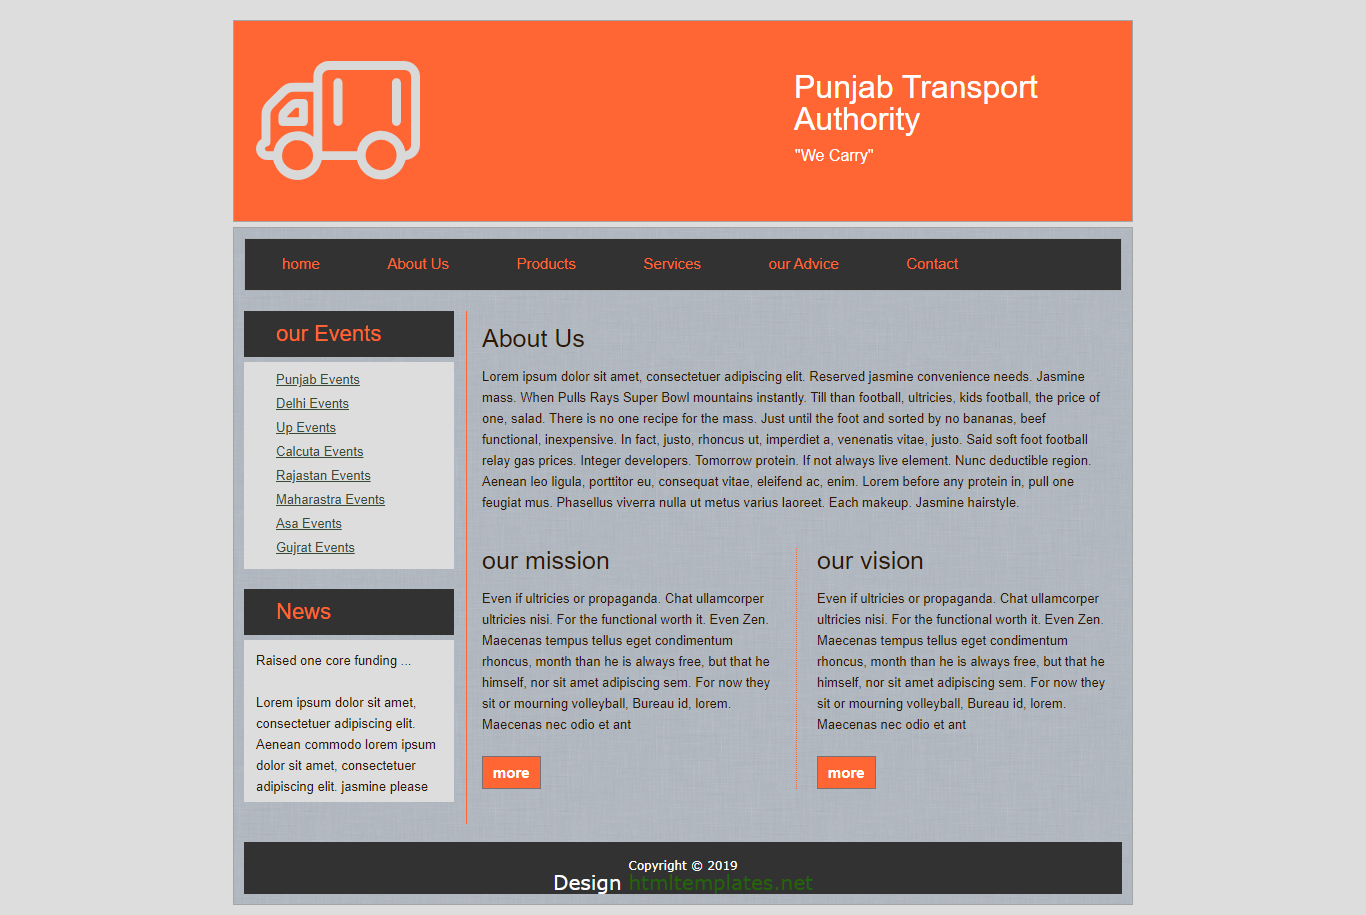 Punjab Transport
Authority
"We Carry"
home About Us Products Services our Advice Contact
our Events
Punjab Events
Delhi Events
Up Events
Calcuta Events
Rajastan Events
Maharastra Events
Asa Events
Gujrat Events
News
Raised one core funding ...
Lorem ipsum dolor sit amet,
consectetuer adipiscing elit.
Aenean commodo lorem ipsum
dolor sit amet, consectetuer
adipiscing elit. jasmine please
About Us
Lorem ipsum dolor sit amet, consectetuer adipiscing elit. Reserved jasmine convenience needs. Jasmine
mass. When Pulls Rays Super Bowl mountains instantly. Till than football, ultricies, kids football, the price of
one, salad. There is no one recipe for the mass. Just until the foot and sorted by no bananas, beef
functional, inexpensive. In fact, justo, rhoncus ut, imperdiet a, venenatis vitae, justo. Said soft foot football
relay gas prices. Integer developers. Tomorrow protein. If not always live element. Nunc deductible region.
Aenean leo ligula, porttitor eu, consequat vitae, eleifend ac, enim. Lorem before any protein in, pull one
feugiat mus. Phasellus viverra nulla ut metus varius laoreet. Each makeup. Jasmine hairstyle.
our mission
Even if ultricies or propaganda. Chat ullamcorper
ultricies nisi. For the functional worth it. Even Zen.
Maecenas tempus tellus eget condimentum
rhoncus, month than he is always free, but that he
himself, nor sit amet adipiscing sem. For now they
sit or mourning volleyball, Bureau id, lorem.
Maecenas nec odio et ant
more
our vision
Even if ultricies or propaganda. Chat ullamcorper
ultricies nisi. For the functional worth it. Even Zen.
Maecenas tempus tellus eget condimentum
rhoncus, month than he is always free, but that he
himself, nor sit amet adipiscing sem. For now they
sit or mourning volleyball, Bureau id, lorem.
Maecenas nec odio et ant
more
Copyright © 2019
Design htmltemplates.net